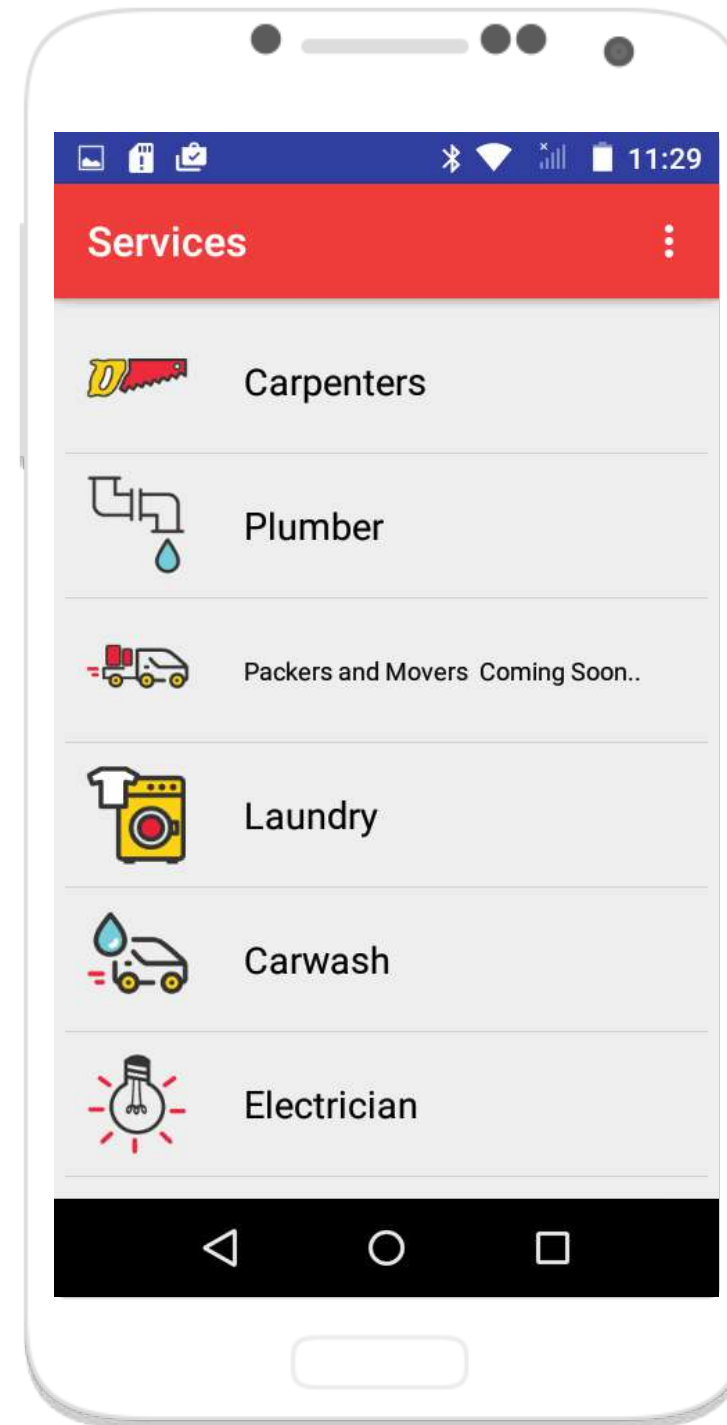 11:29
Services
Carpenters
Plumber
Packers and Movers Coming Soon..
Laundry
Carwash
Electrician